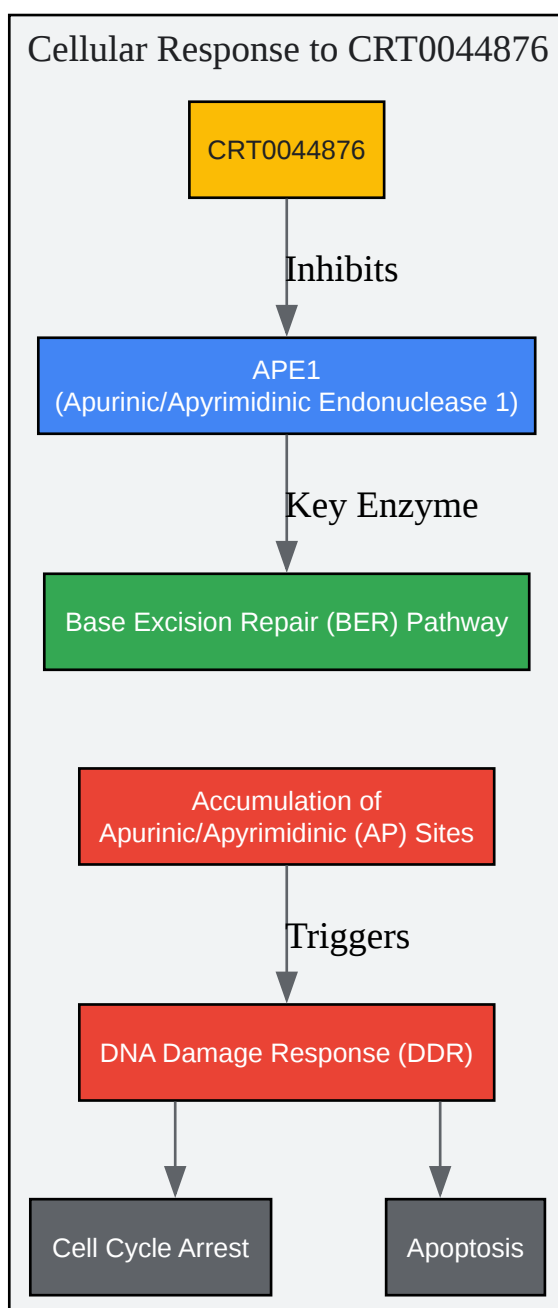 Cellular Response to CRT0044876
CRT0044876
Inhibits
APE1
(Apurinic/Apyrimidinic Endonuclease 1)
Key Enzyme
Base Excision Repair (BER) Pathway
Accumulation of
Apurinic/Apyrimidinic (AP) Sites
Triggers
DNA Damage Response (DDR)
Cell Cycle Arrest
Apoptosis